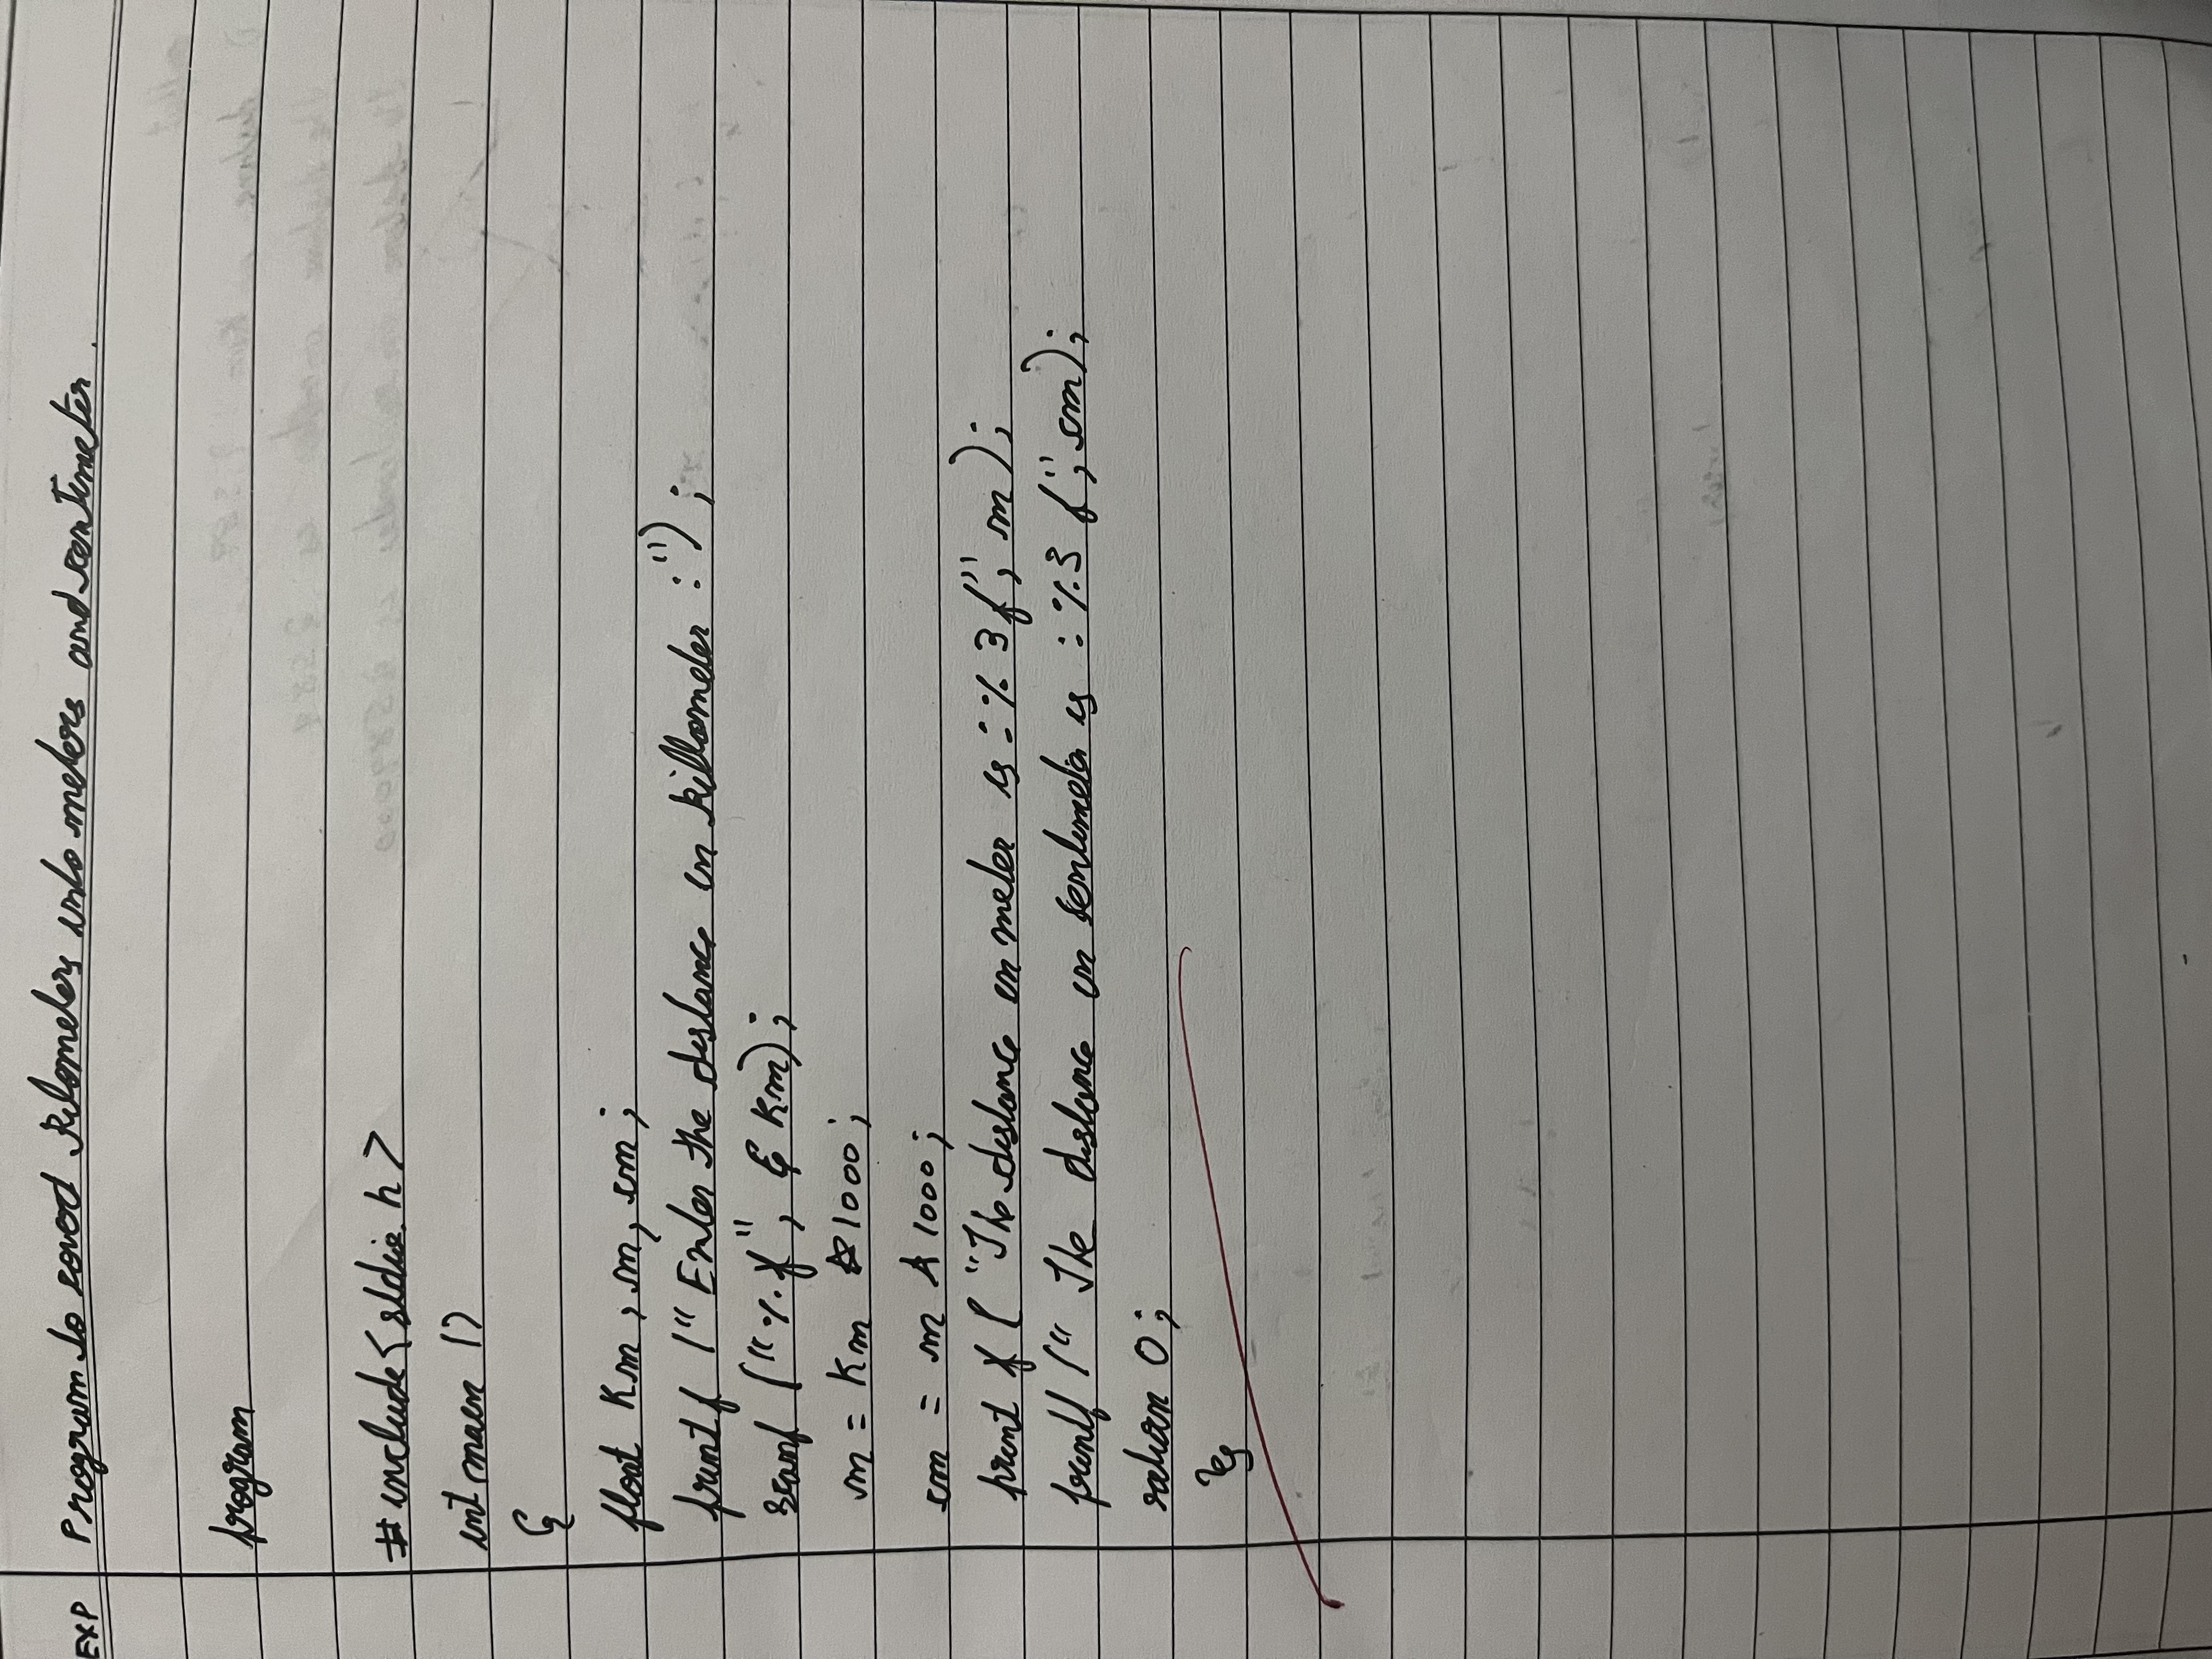 EXP Program to covert Kilometers into meters and centimeter.
program
#include<stdio.h>
int main ()
{
float Km, m, cm;
printf (" Enter the distance in killometer :");
scanf ("%f", & Km);
m = Km *1000;
cm = m * 1000;
print f ( "The distance in meter is : % 3f", m );
printf (" The distance in sentimeter is : %3 f", cm);
return 0;
}